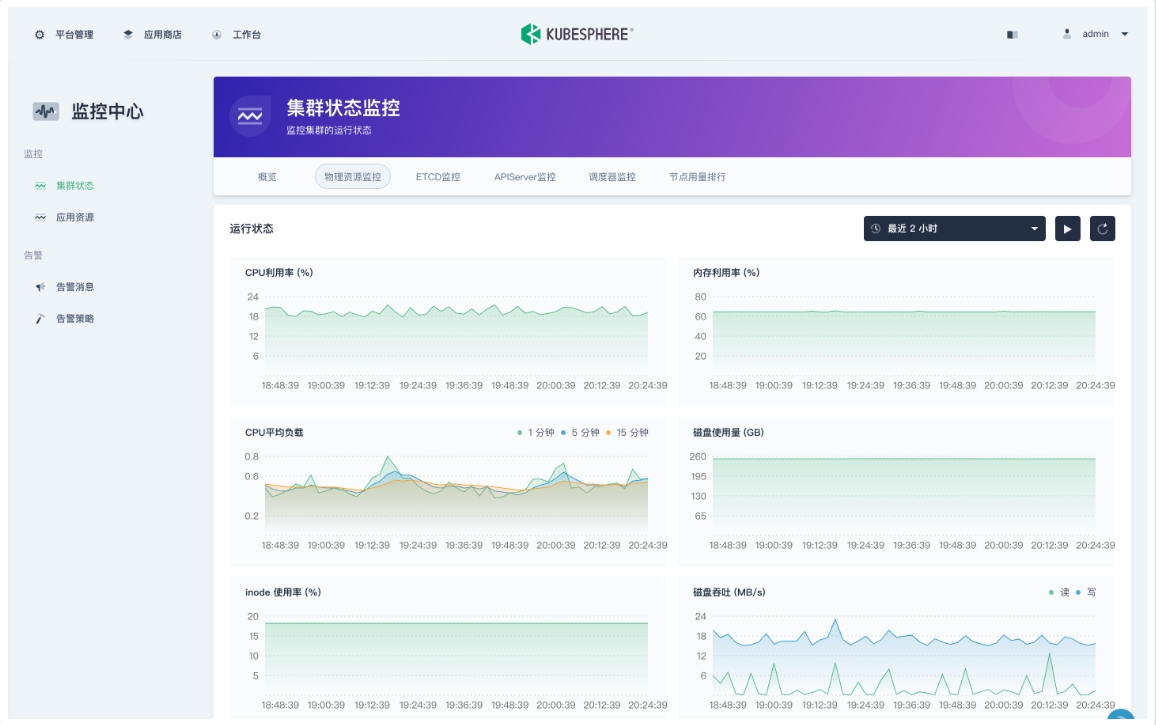 平台管理 应用商店 工作台 KUBESPHERE® admin
监控中心
监控
集群状态
应用资源
告警
告警消息
告警策略
集群状态监控
监控集群的运行状态
概览 物理资源监控 ETCD监控 APIServer监控 调度器监控 节点用量排行
运行状态 最近 2 小时
CPU利用率 (%)
24
18
12
6
18:48:39 19:00:39 19:12:39 19:24:39 19:36:39 19:48:39 20:00:39 20:12:39 20:24:39
内存利用率 (%)
80
60
40
20
18:48:39 19:00:39 19:12:39 19:24:39 19:36:39 19:48:39 20:00:39 20:12:39 20:24:39
CPU平均负载 1 分钟 5 分钟 15 分钟
0.8
0.6
0.2
18:48:39 19:00:39 19:12:39 19:24:39 19:36:39 19:48:39 20:00:39 20:12:39 20:24:39
磁盘使用量 (GB)
260
195
130
65
18:48:39 19:00:39 19:12:39 19:24:39 19:36:39 19:48:39 20:00:39 20:12:39 20:24:39
inode 使用率 (%)
20
15
10
5
18:48:39 19:00:39 19:12:39 19:24:39 19:36:39 19:48:39 20:00:39 20:12:39 20:24:39
磁盘吞吐 (MB/s) 读 写
24
18
12
6
18:48:39 19:00:39 19:12:39 19:24:39 19:36:39 19:48:39 20:00:39 20:12:39 20:24:39